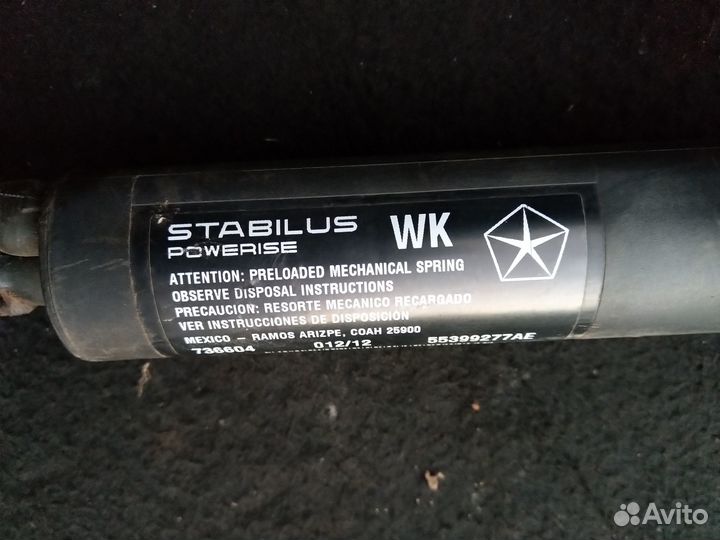 STABILUS WK
POWERISE
ATTENTION: PRELOADED MECHANICAL SPRING
OBSERVE DISPOSAL INSTRUCTIONS
PRECAUCION: RESORTE MECANICO RECARGADO
VER INSTRUCCIONES DE DISPOSICIÓN
MEXICO – RAMOS ARIZPE, COAH 25900
736604 012/12 55399277AE
Avito